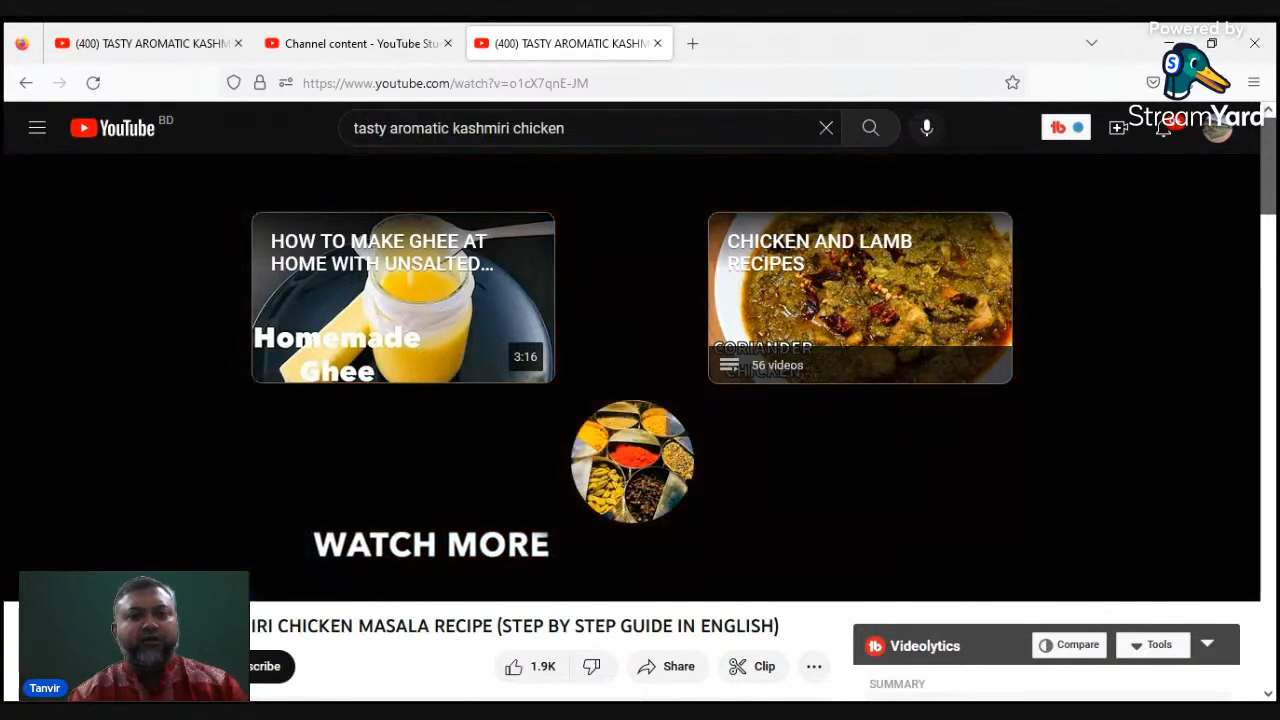 Powered by
StreamYard
(400) TASTY AROMATIC KASHM
Channel content - YouTube Stu
(400) TASTY AROMATIC KASHM
https://www.youtube.com/watch?v=o1cX7qnE-JM
YouTube BD
tasty aromatic kashmiri chicken
HOW TO MAKE GHEE AT
HOME WITH UNSALTED...
Homemade
Ghee
3:16
CHICKEN AND LAMB
RECIPES
CORIANDER
CHICKEN
56 videos
WATCH MORE
IRI CHICKEN MASALA RECIPE (STEP BY STEP GUIDE IN ENGLISH)
scribe
1.9K
Share
Clip
tb Videolytics
Compare
Tools
SUMMARY
Tanvir